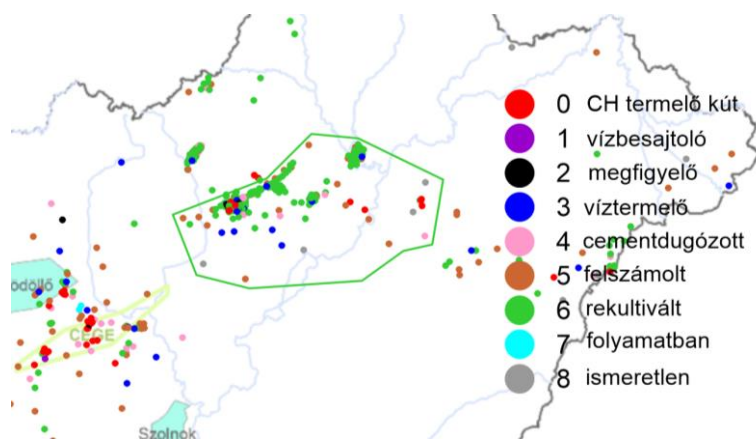 0 CH termelő kút
1 vízbesajtoló
2 megfigyelő
3 víztermelő
4 cementdugózott
5 felszámolt
6 rekultivált
7 folyamatban
8 ismeretlen
ödöllő
CEGE
Szolnok